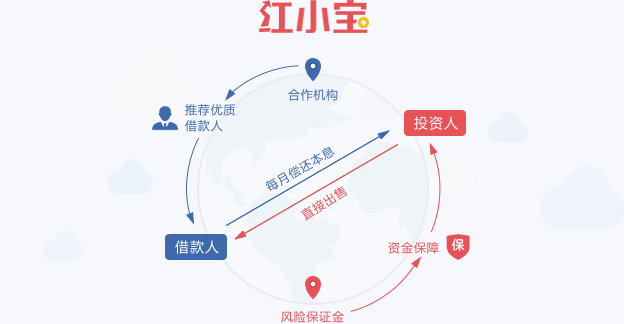 红小宝
合作机构
推荐优质
借款人
投资人
每月偿还本息
直接出售
借款人
资金保障
保
风险保证金